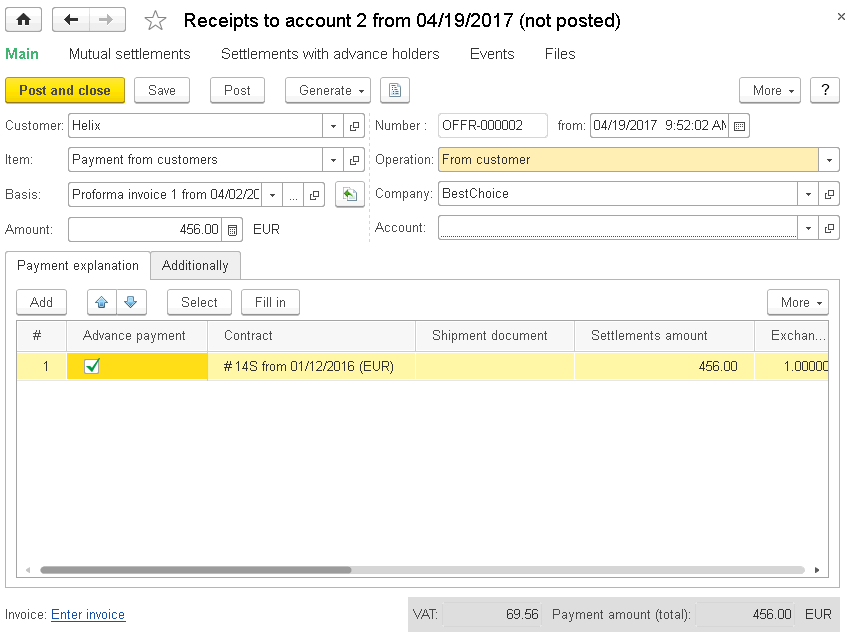 Receipts to account 2 from 04/19/2017 (not posted)
Main Mutual settlements Settlements with advance holders Events Files
Post and close Save Post Generate More ?
Customer: Helix Number : OFFR-000002 from: 04/19/2017 9:52:02 AM
Item: Payment from customers Operation: From customer
Basis: Proforma invoice 1 from 04/02/20 ... Company: BestChoice
Amount: 456.00 EUR Account:
Payment explanation Additionally
Add Select Fill in More
# Advance payment Contract Shipment document Settlements amount Exchan...
1 # 14S from 01/12/2016 (EUR) 456.00 1.00000
Invoice: Enter invoice VAT: 69.56 Payment amount (total): 456.00 EUR